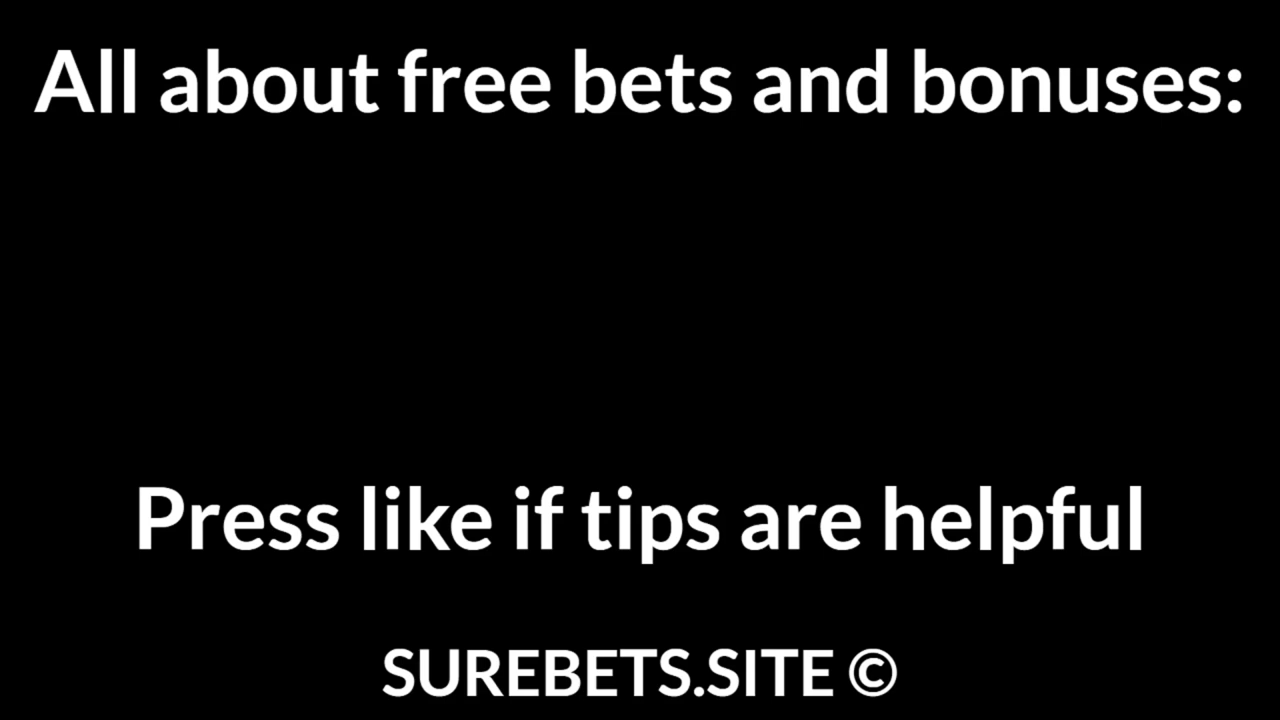 All about free bets and bonuses:
Press like if tips are helpful
SUREBETS.SITE ©